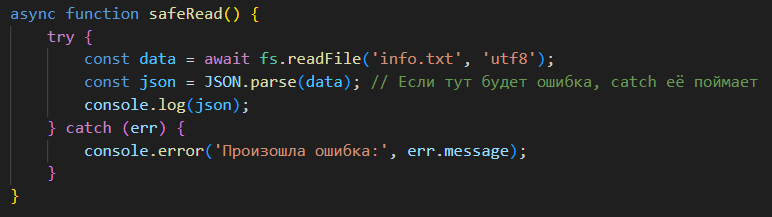 async function safeRead() {
    try {
        const data = await fs.readFile('info.txt', 'utf8');
        const json = JSON.parse(data); // Если тут будет ошибка, catch её поймает
        console.log(json);
    } catch (err) {
        console.error('Произошла ошибка:', err.message);
    }
}